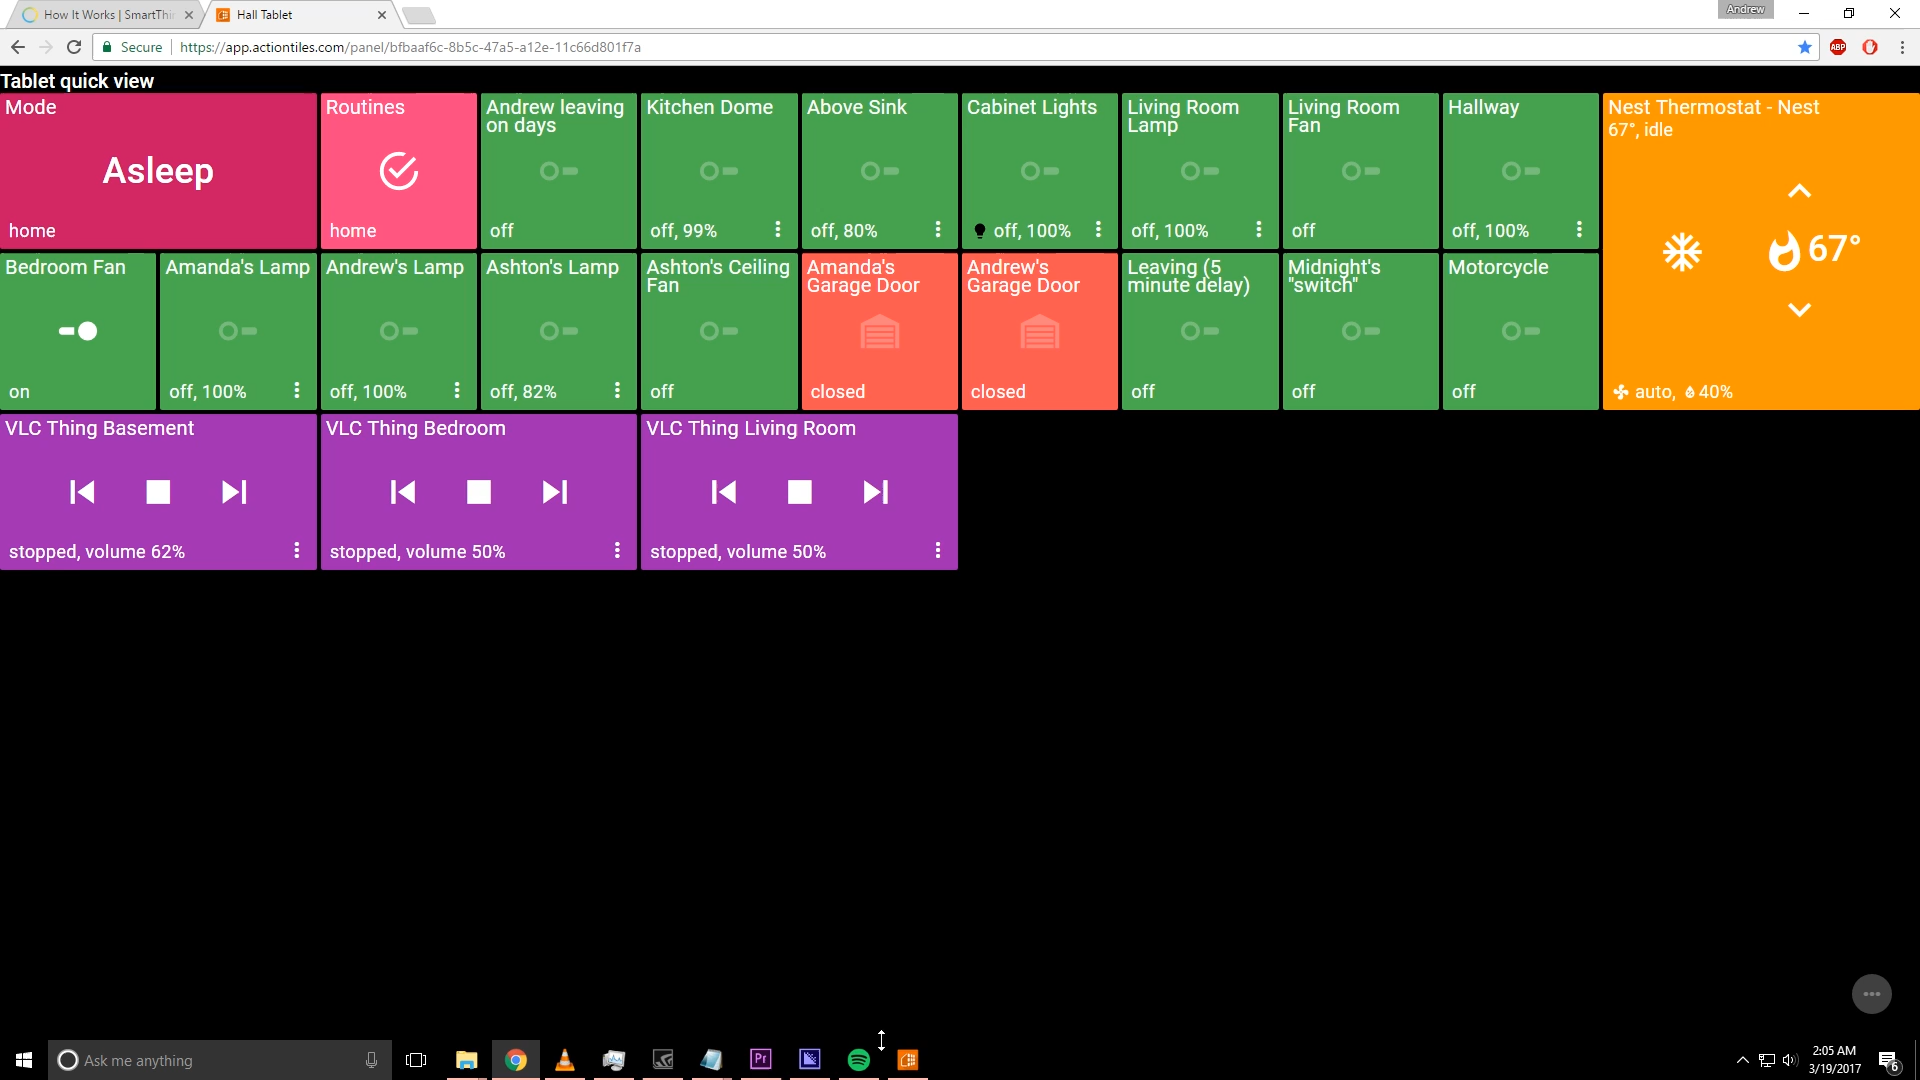 How It Works | SmartThi
Hall Tablet
Andrew
Secure
https://app.actiontiles.com/panel/bfbaaf6c-8b5c-47a5-a12e-11c66d801f7a
ABP
Tablet quick view
Mode
Asleep
home
Routines
home
Andrew leaving
on days
off
Kitchen Dome
off, 99%
Above Sink
off, 80%
Cabinet Lights
off, 100%
Living Room
Lamp
off, 100%
Living Room
Fan
off
Hallway
off, 100%
Nest Thermostat - Nest
67°, idle
67°
auto, 40%
Bedroom Fan
on
Amanda's Lamp
off, 100%
Andrew's Lamp
off, 100%
Ashton's Lamp
off, 82%
Ashton's Ceiling
Fan
off
Amanda's
Garage Door
closed
Andrew's
Garage Door
closed
Leaving (5
minute delay)
off
Midnight's
"switch"
off
Motorcycle
off
VLC Thing Basement
stopped, volume 62%
VLC Thing Bedroom
stopped, volume 50%
VLC Thing Living Room
stopped, volume 50%
Ask me anything
Pr
2:05 AM
3/19/2017
6